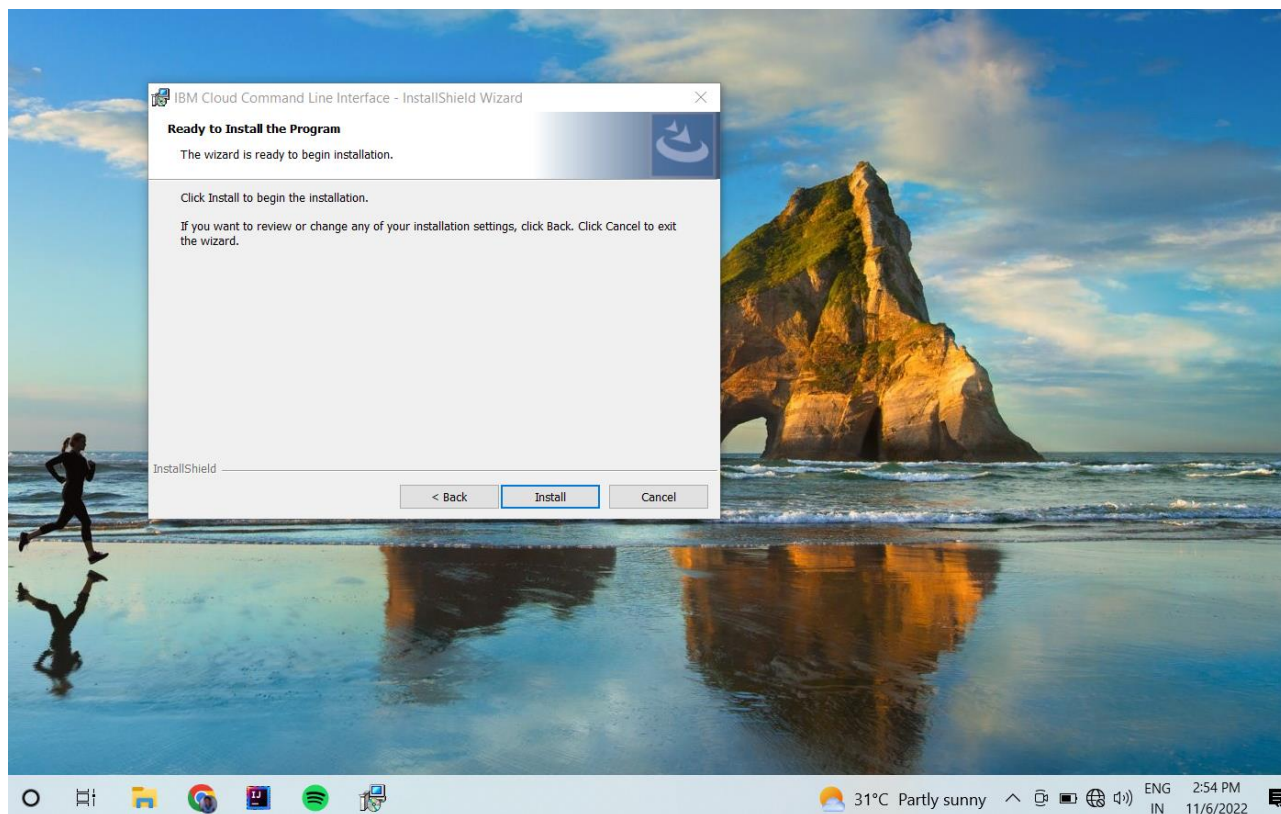 IBM Cloud Command Line Interface - InstallShield Wizard
Ready to Install the Program
The wizard is ready to begin installation.
Click Install to begin the installation.
If you want to review or change any of your installation settings, click Back. Click Cancel to exit
the wizard.
InstallShield
< Back Install Cancel
31°C Partly sunny
ENG
IN
2:54 PM
11/6/2022